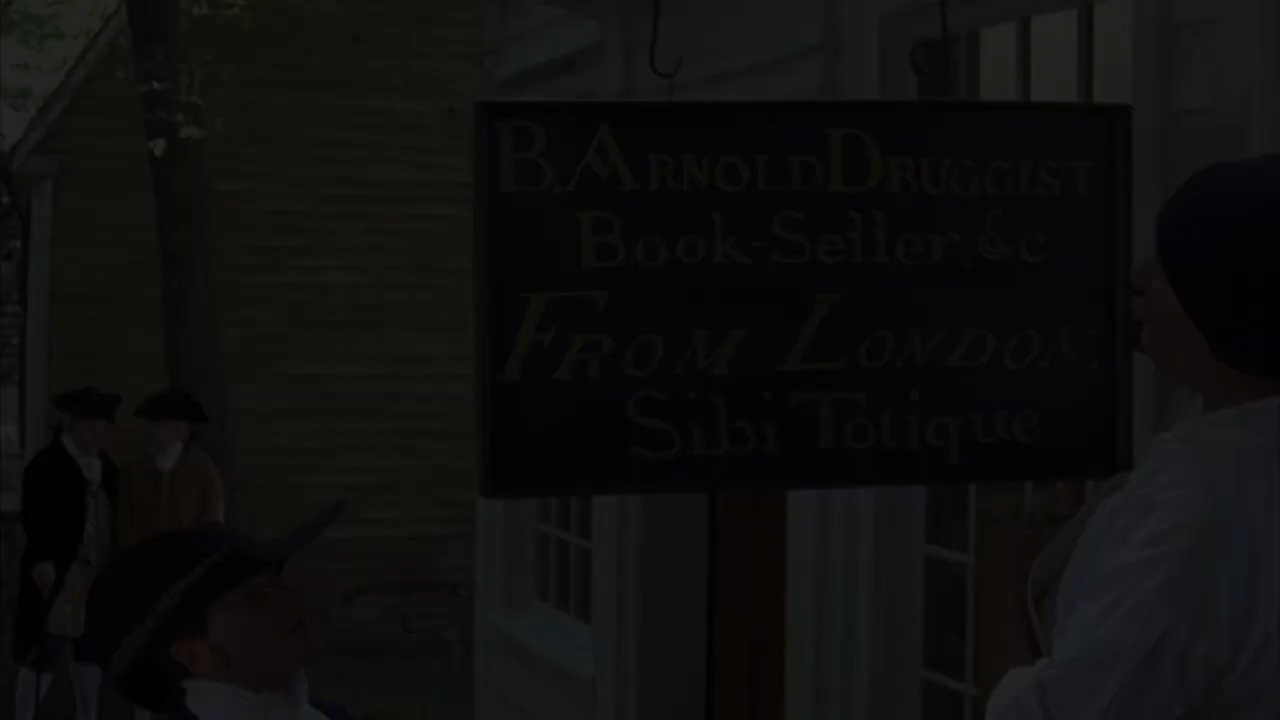 B. ARNOLD DRUGGIST
Book-Seller, &c
FROM LONDON.
Sibi Totique